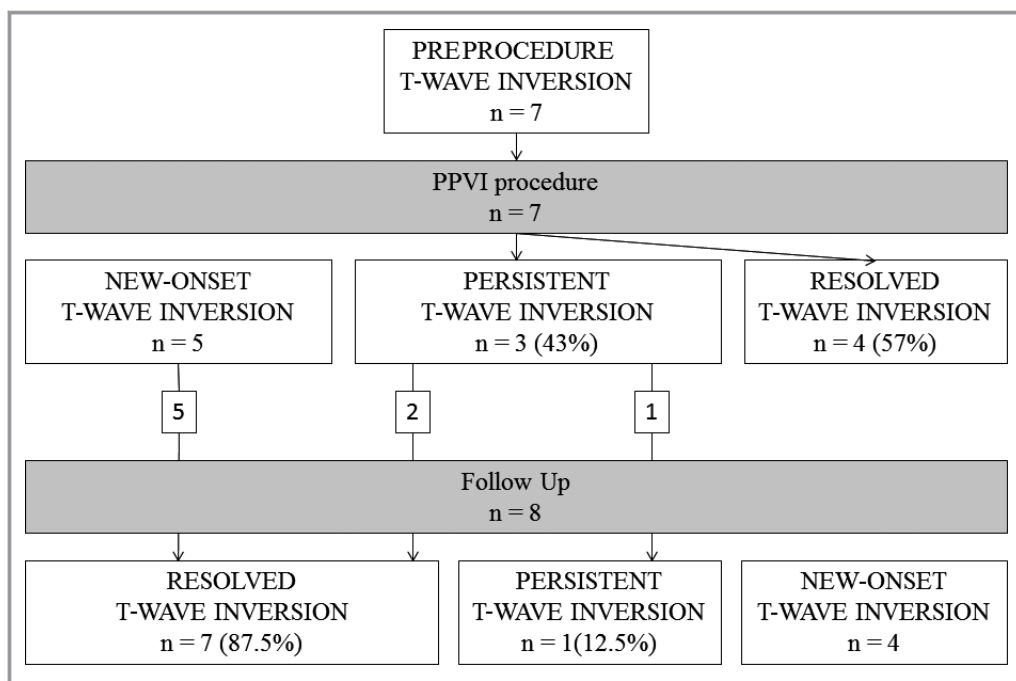 PREPROCEDURE
T-WAVE INVERSION
n = 7
PPVI procedure
n = 7
NEW-ONSET
T-WAVE INVERSION
n = 5
PERSISTENT
T-WAVE INVERSION
n = 3 (43%)
RESOLVED
T-WAVE INVERSION
n = 4 (57%)
5
2
1
Follow Up
n = 8
RESOLVED
T-WAVE INVERSION
n = 7 (87.5%)
PERSISTENT
T-WAVE INVERSION
n = 1(12.5%)
NEW-ONSET
T-WAVE INVERSION
n = 4